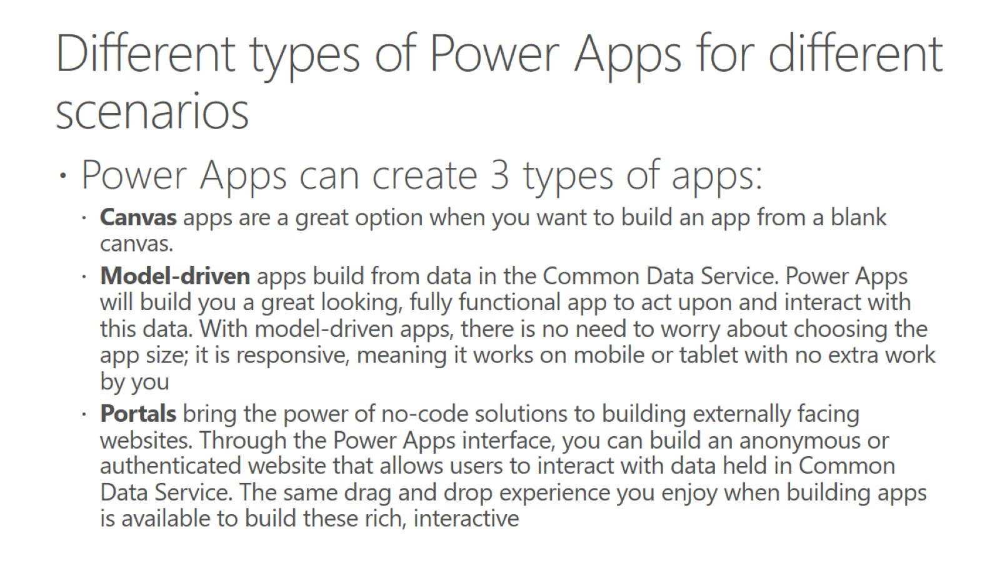 Different types of Power Apps for different
scenarios
• Power Apps can create 3 types of apps:
• Canvas apps are a great option when you want to build an app from a blank
canvas.
• Model-driven apps build from data in the Common Data Service. Power Apps
will build you a great looking, fully functional app to act upon and interact with
this data. With model-driven apps, there is no need to worry about choosing the
app size; it is responsive, meaning it works on mobile or tablet with no extra work
by you
• Portals bring the power of no-code solutions to building externally facing
websites. Through the Power Apps interface, you can build an anonymous or
authenticated website that allows users to interact with data held in Common
Data Service. The same drag and drop experience you enjoy when building apps
is available to build these rich, interactive